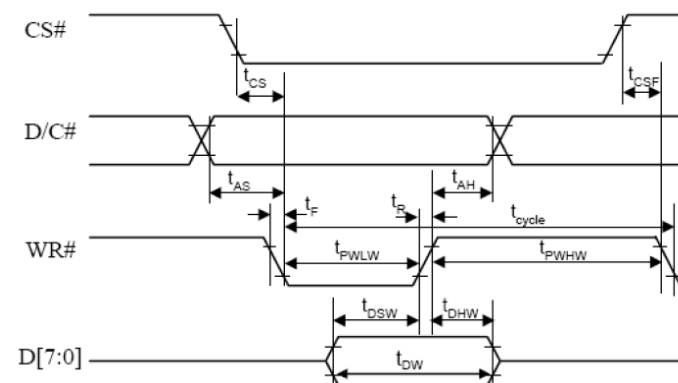 CS#
tCS
tCSF
D/C#
tAS
tAH
tF
tR
tcycle
WR#
tPWLW
tPWHW
tDSW
tDHW
D[7:0]
tDW